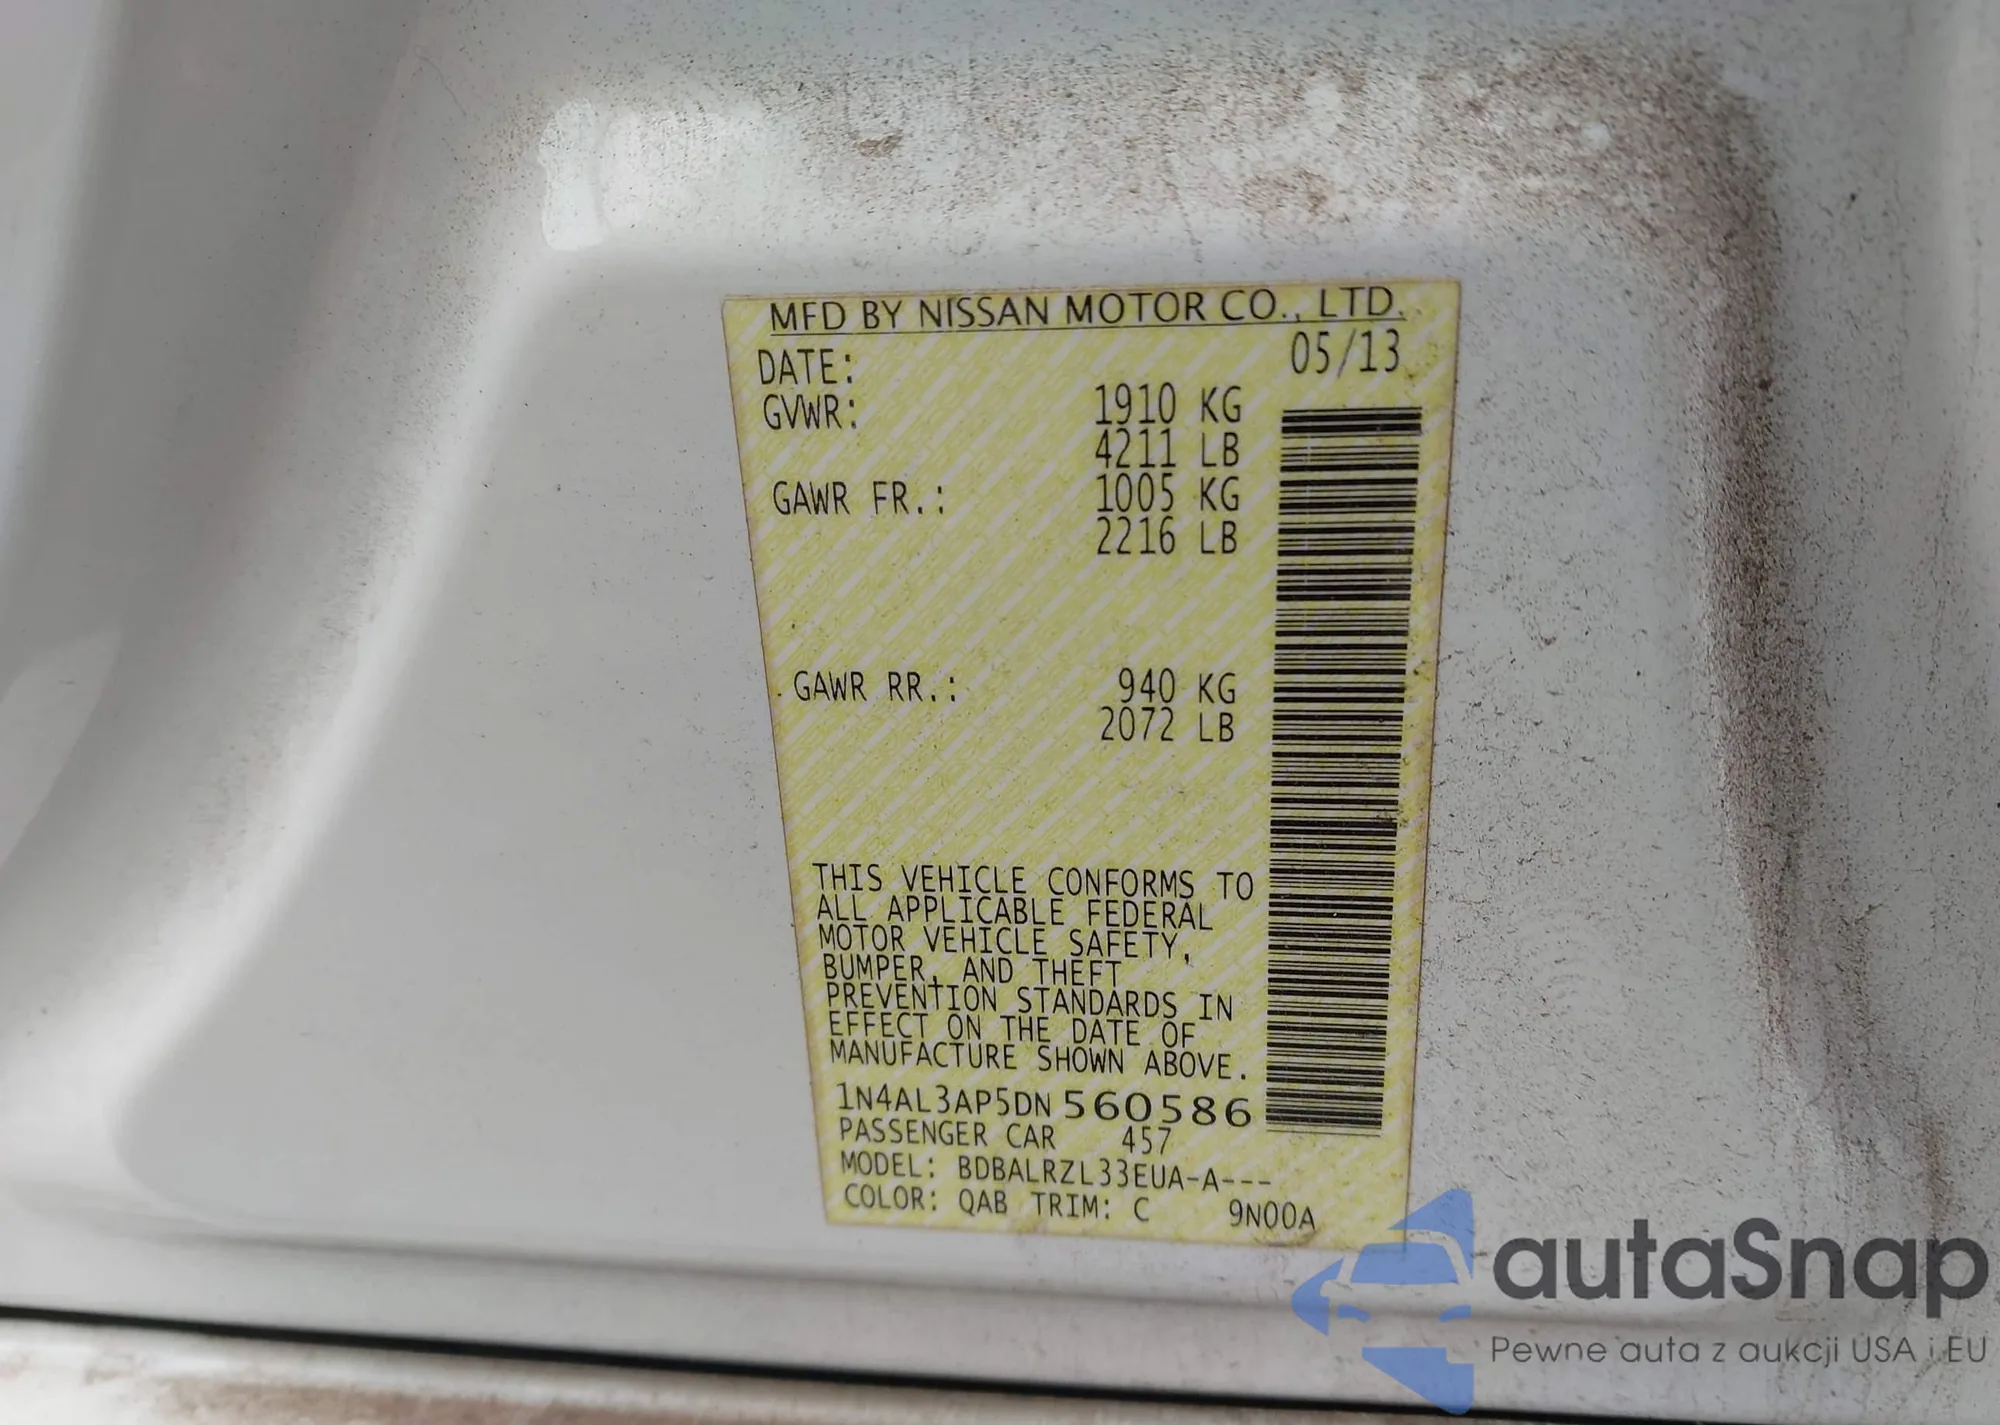 MFD BY NISSAN MOTOR CO., LTD.
DATE: 05/13
GVWR: 1910 KG
4211 LB
GAWR FR.: 1005 KG
2216 LB
GAWR RR.: 940 KG
2072 LB
THIS VEHICLE CONFORMS TO
ALL APPLICABLE FEDERAL
MOTOR VEHICLE SAFETY,
BUMPER, AND THEFT
PREVENTION STANDARDS IN
EFFECT ON THE DATE OF
MANUFACTURE SHOWN ABOVE.
1N4AL3AP5DN 560586
PASSENGER CAR 457
MODEL: BDBALRZL33EUA-A---
COLOR: QAB TRIM: C 9N00A
autaSnap
Pewne auta z aukcji USA i EU